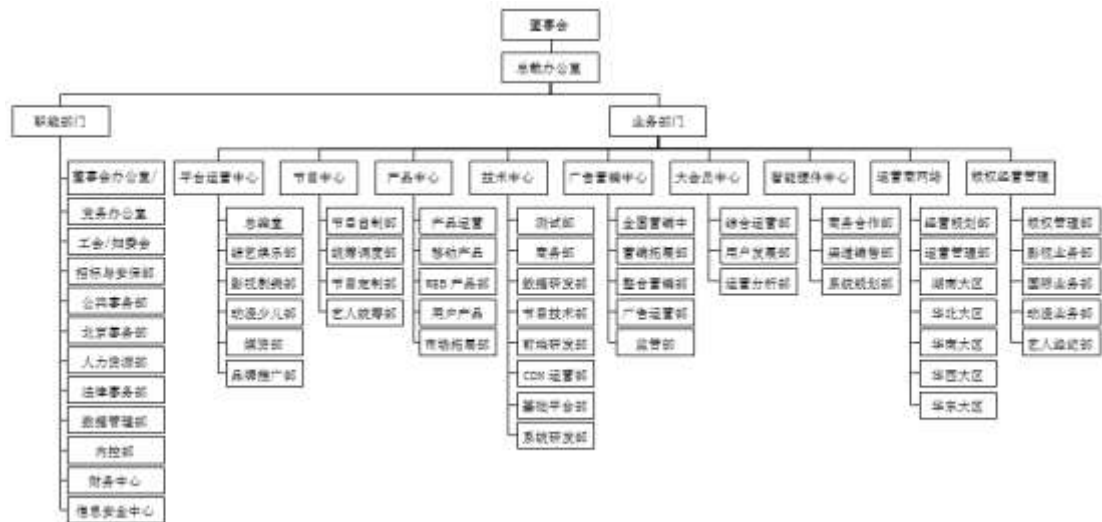 董事会
总裁办公室
职能部门
业务部门
董事会办公室/
党务办公室
工会/妇委会
招标与安保部
公共事务部
北京事务部
人力资源部
法律事务部
数据管理部
内控部
财务中心
信息安全中心
平台运营中心
总编室
综艺娱乐部
影视剧频部
动漫少儿部
媒资部
品牌推广部
节目中心
节目自制部
统筹调度部
节目定制部
艺人统筹部
产品中心
产品运营
移动产品
WEB 产品部
用户产品
市场拓展部
技术中心
测试部
商务部
数据研发部
节目技术部
前端研发部
CDN 运营部
基础平台部
系统研发部
广告营销中心
全国营销中
营销拓展部
整合营销部
广告运营部
监管部
大会员中心
综合运营部
用户发展部
运营分析部
智能硬件中心
商务合作部
渠道销售部
系统规划部
运营商网络
经营规划部
运营管理部
湖南大区
华北大区
华南大区
华西大区
华东大区
版权经营管理
版权管理部
影视业务部
国际业务部
动漫业务部
艺人经纪部